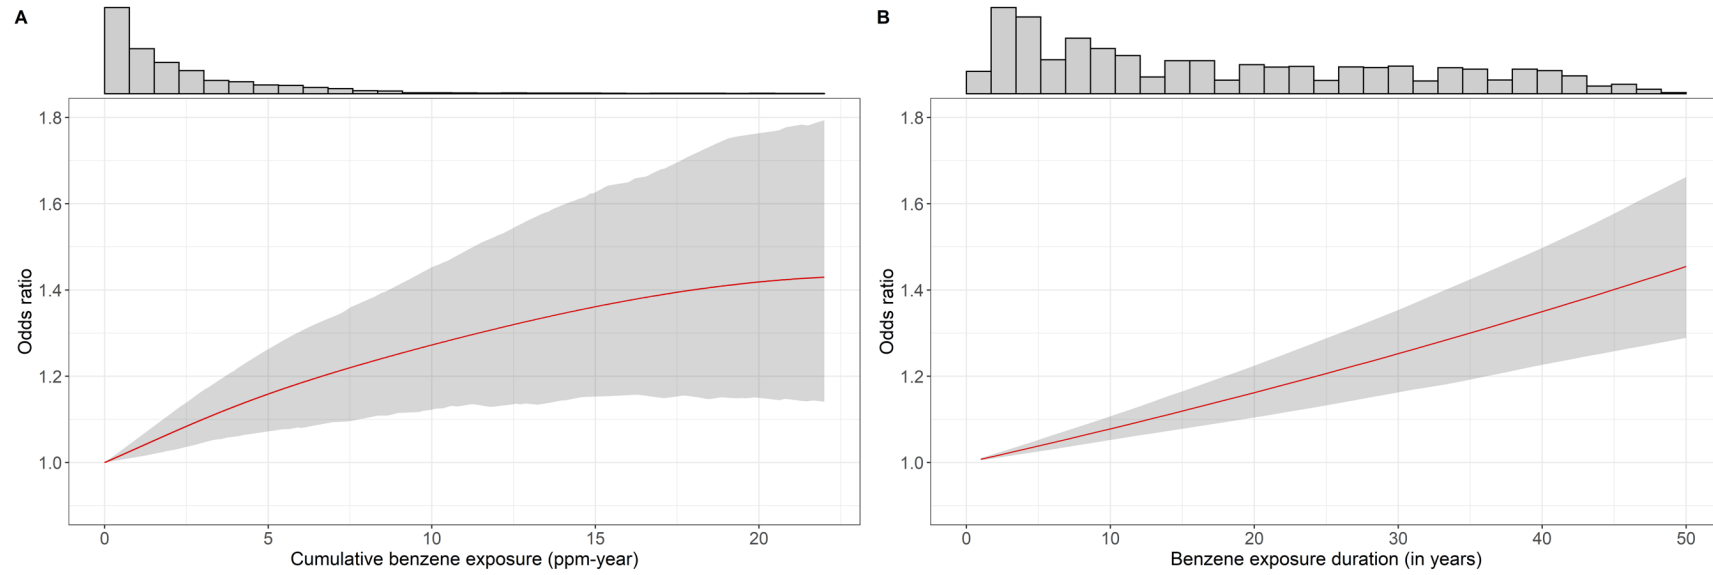 A
Odds ratio
1.8
1.6
1.4
1.2
1.0
0 5 10 15 20
Cumulative benzene exposure (ppm-year)
B
Odds ratio
1.8
1.6
1.4
1.2
1.0
0 10 20 30 40 50
Benzene exposure duration (in years)